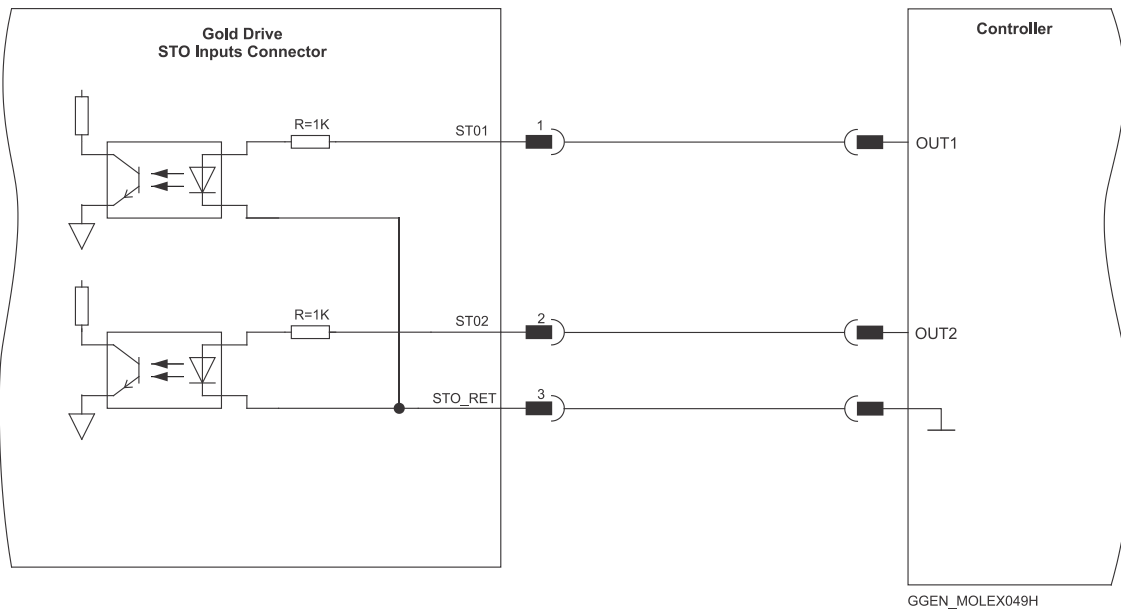 Gold Drive
STO Inputs Connector
Controller
R=1K
ST01
1
OUT1
R=1K
ST02
2
OUT2
STO_RET
3
GGEN_MOLEX049H